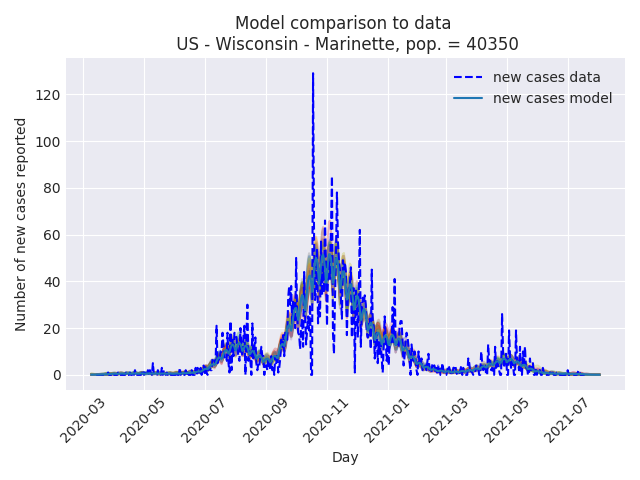 Model comparison to data
US - Wisconsin - Marinette, pop. = 40350
new cases data
new cases model
Number of new cases reported
120
100
80
60
40
20
0
2020-03
2020-05
2020-07
2020-09
2020-11
2021-01
2021-03
2021-05
2021-07
Day